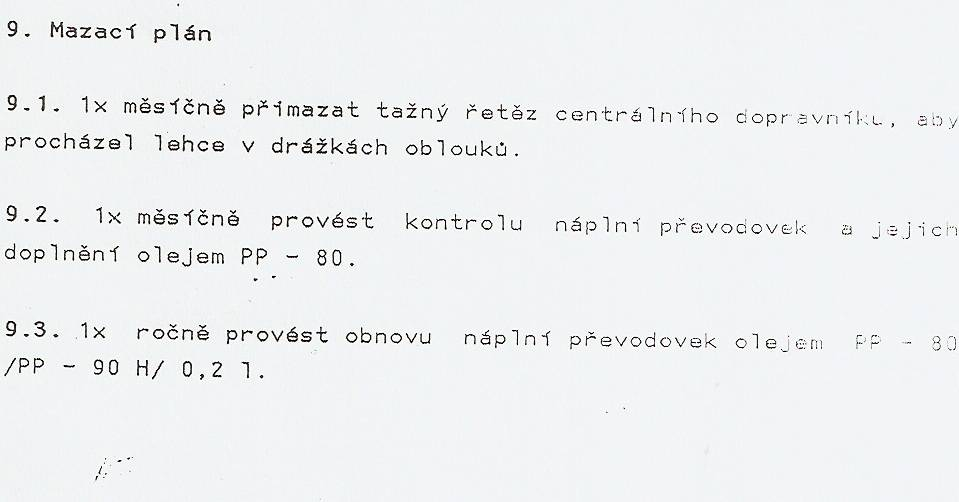 9. Mazací plán
9.1. 1x měsíčně přimazat tažný řetěz centrálního dopravníku, aby
procházel lehce v drážkách oblouků.
9.2. 1x měsíčně provést kontrolu náplní převodovek a jejich
doplnění olejem PP - 80.
9.3. 1x ročně provést obnovu náplní převodovek olejem PP - 80
/PP - 90 H/ 0,2 l.